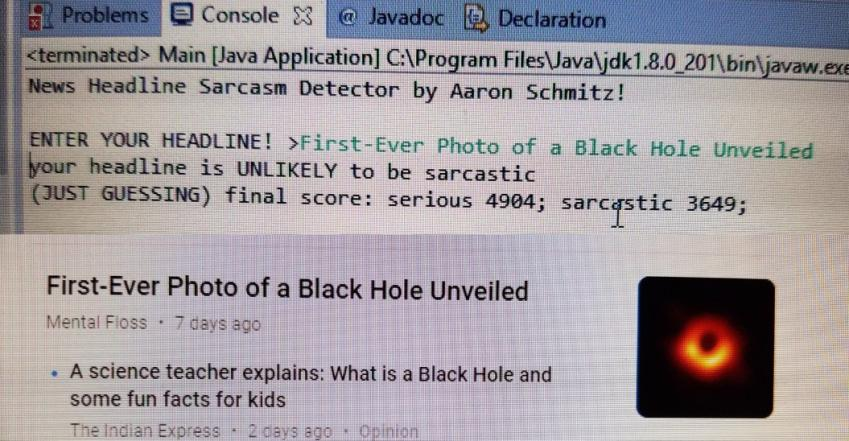 Problems Console @ Javadoc Declaration
<terminated> Main [Java Application] C:\Program Files\Java\jdk1.8.0_201\bin\javaw.exe
News Headline Sarcasm Detector by Aaron Schmitz!
ENTER YOUR HEADLINE! >First-Ever Photo of a Black Hole Unveiled
your headline is UNLIKELY to be sarcastic
(JUST GUESSING) final score: serious 4904; sarcastic 3649;
First-Ever Photo of a Black Hole Unveiled
Mental Floss · 7 days ago
• A science teacher explains: What is a Black Hole and
some fun facts for kids
The Indian Express · 2 days ago · Opinion